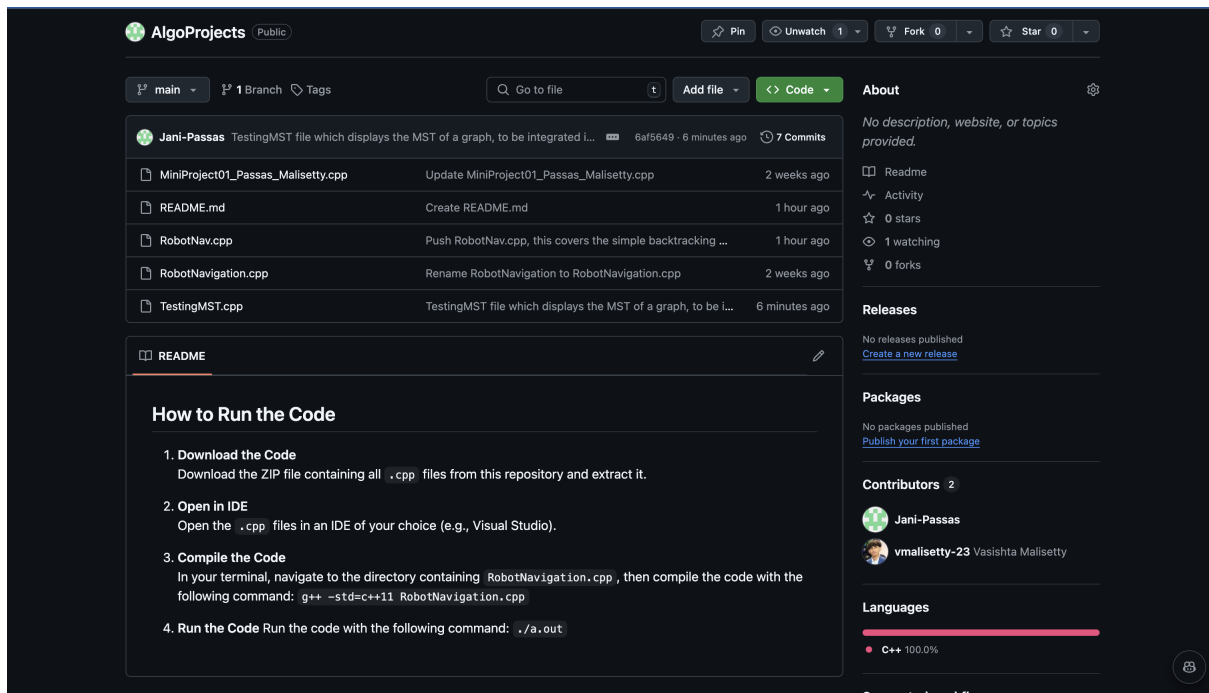 AlgoProjects Public
Pin
Unwatch 1
Fork 0
Star 0
main
1 Branch
Tags
Go to file t
Add file
Code
Jani-Passas TestingMST file which displays the MST of a graph, to be integrated i... 6af5649 · 6 minutes ago 7 Commits
MiniProject01_Passas_Malisetty.cpp Update MiniProject01_Passas_Malisetty.cpp 2 weeks ago
README.md Create README.md 1 hour ago
RobotNav.cpp Push RobotNav.cpp, this covers the simple backtracking ... 1 hour ago
RobotNavigation.cpp Rename RobotNavigation to RobotNavigation.cpp 2 weeks ago
TestingMST.cpp TestingMST file which displays the MST of a graph, to be i... 6 minutes ago
README
How to Run the Code
1. Download the Code
Download the ZIP file containing all .cpp files from this repository and extract it.
2. Open in IDE
Open the .cpp files in an IDE of your choice (e.g., Visual Studio).
3. Compile the Code
In your terminal, navigate to the directory containing RobotNavigation.cpp, then compile the code with the
following command: g++ -std=c++11 RobotNavigation.cpp
4. Run the Code Run the code with the following command: ./a.out
About
No description, website, or topics
provided.
Readme
Activity
0 stars
1 watching
0 forks
Releases
No releases published
Create a new release
Packages
No packages published
Publish your first package
Contributors 2
Jani-Passas
vmalisetty-23 Vasishta Malisetty
Languages
C++ 100.0%